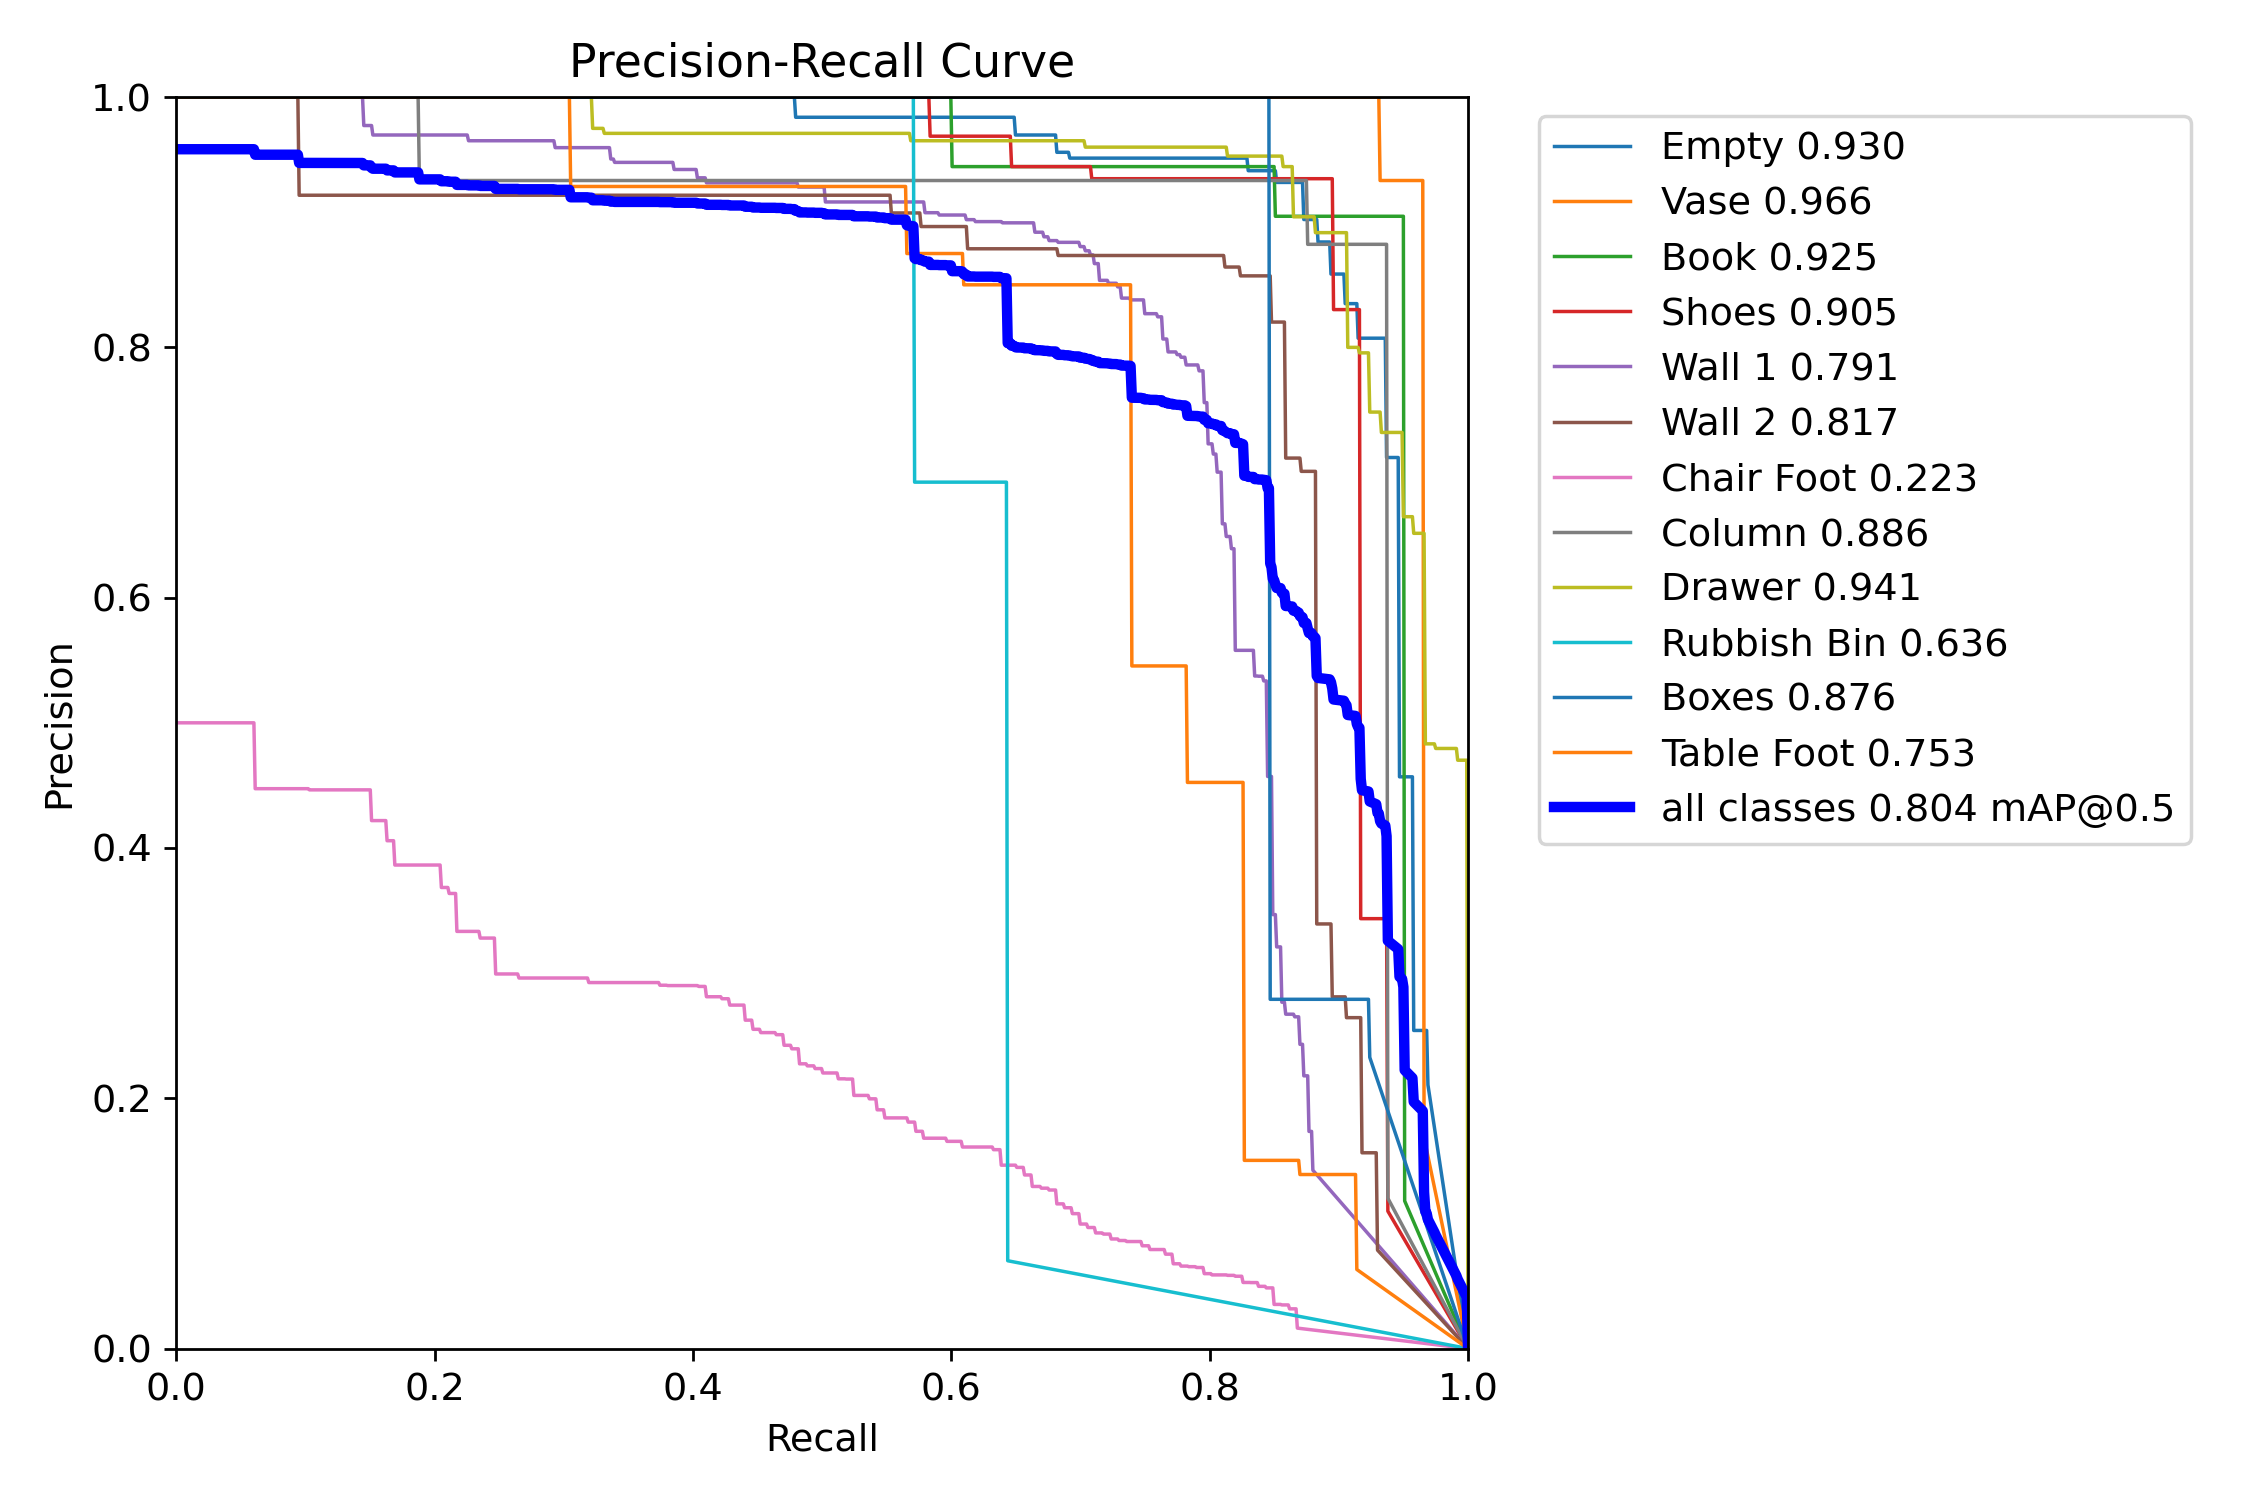 Precision-Recall Curve
1.0
0.8
0.6
0.4
0.2
0.0
Precision
0.0 0.2 0.4 0.6 0.8 1.0
Recall
Empty 0.930
Vase 0.966
Book 0.925
Shoes 0.905
Wall 1 0.791
Wall 2 0.817
Chair Foot 0.223
Column 0.886
Drawer 0.941
Rubbish Bin 0.636
Boxes 0.876
Table Foot 0.753
all classes 0.804 mAP@0.5